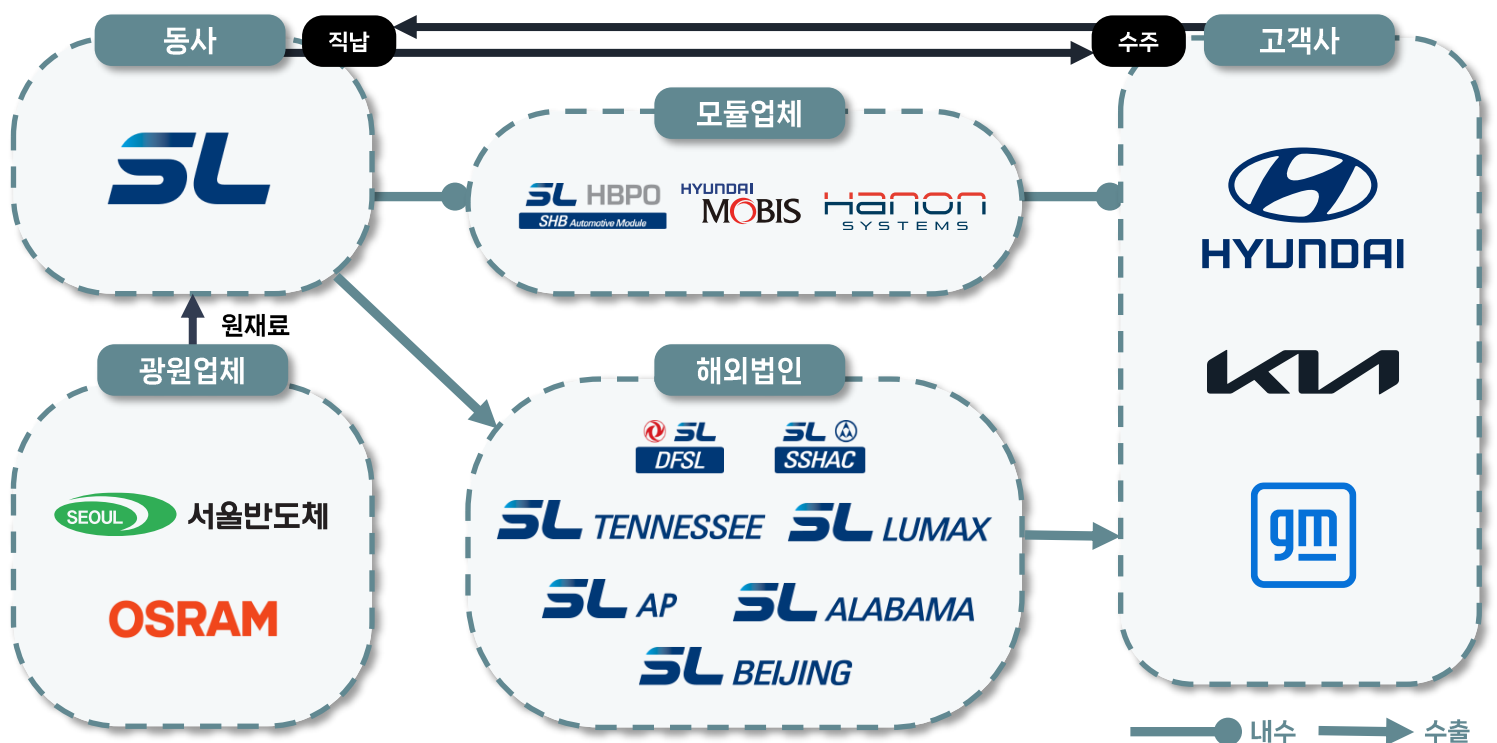 동사
직납
수주
고객사
SL
모듈업체
SL HBPO
SHB Automotive Module
HYUNDAI
MOBIS
Hanon
SYSTEMS
HYUNDAI
원재료
광원업체
SEOUL 서울반도체
OSRAM
해외법인
SL
DFSL
SL
SSHAC
SL TENNESSEE
SL LUMAX
SL AP
SL ALABAMA
SL BEIJING
KIA
gm
내수
수출